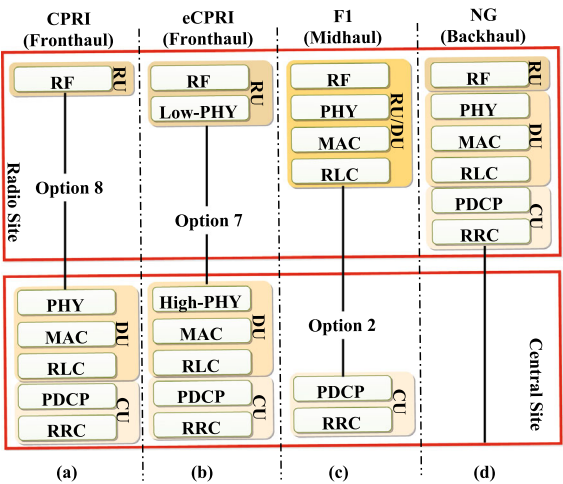 CPRI
(Fronthaul)
eCPRI
(Fronthaul)
F1
(Midhaul)
NG
(Backhaul)
Radio Site
RF
RU
Option 8
PHY
MAC
RLC
DU
PDCP
RRC
CU
(a)
RF
Low-PHY
RU
Option 7
High-PHY
MAC
RLC
DU
PDCP
RRC
CU
(b)
RF
PHY
MAC
RLC
RU/DU
Option 2
PDCP
RRC
CU
(c)
RF
RU
PHY
MAC
RLC
DU
PDCP
RRC
CU
Central Site
(d)